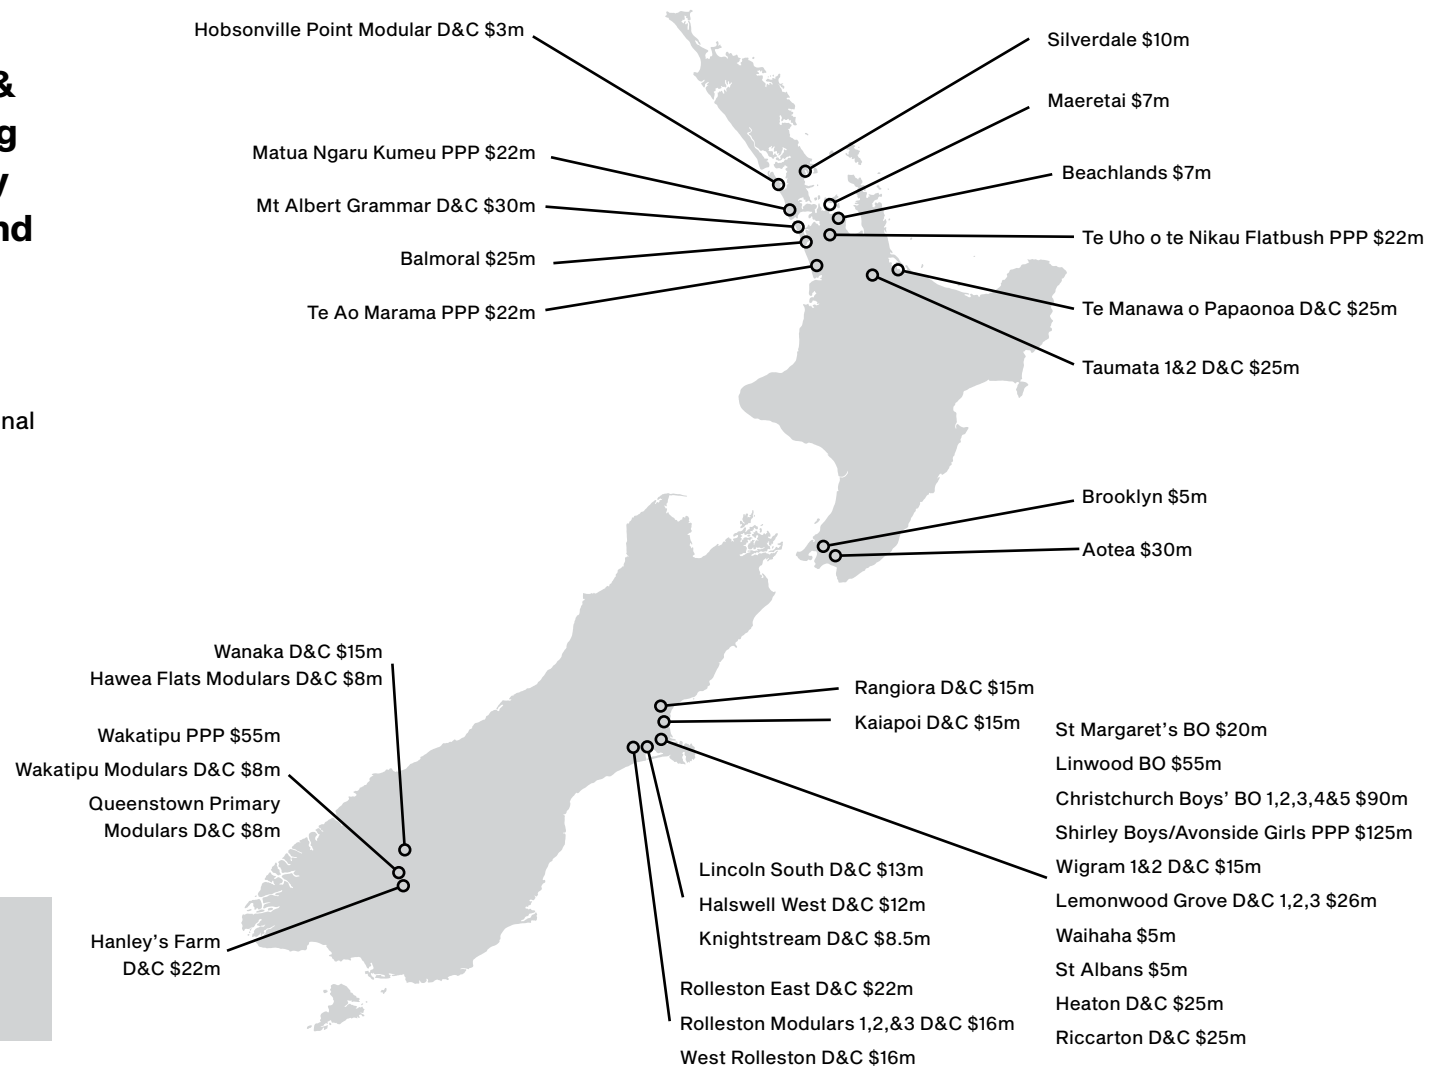 &
g
y
nd
nal
Hobsonville Point Modular D&C $3m
Matua Ngaru Kumeu PPP $22m
Mt Albert Grammar D&C $30m
Balmoral $25m
Te Ao Marama PPP $22m
Silverdale $10m
Maeretai $7m
Beachlands $7m
Te Uho o te Nikau Flatbush PPP $22m
Te Manawa o Papaonoa D&C $25m
Taumata 1&2 D&C $25m
Brooklyn $5m
Aotea $30m
Wanaka D&C $15m
Hawea Flats Modulars D&C $8m
Wakatipu PPP $55m
Wakatipu Modulars D&C $8m
Queenstown Primary
Modulars D&C $8m
Hanley’s Farm
D&C $22m
Rangiora D&C $15m
Kaiapoi D&C $15m
Lincoln South D&C $13m
Halswell West D&C $12m
Knightstream D&C $8.5m
Rolleston East D&C $22m
Rolleston Modulars 1,2,&3 D&C $16m
West Rolleston D&C $16m
St Margaret’s BO $20m
Linwood BO $55m
Christchurch Boys’ BO 1,2,3,4&5 $90m
Shirley Boys/Avonside Girls PPP $125m
Wigram 1&2 D&C $15m
Lemonwood Grove D&C 1,2,3 $26m
Waihaha $5m
St Albans $5m
Heaton D&C $25m
Riccarton D&C $25m